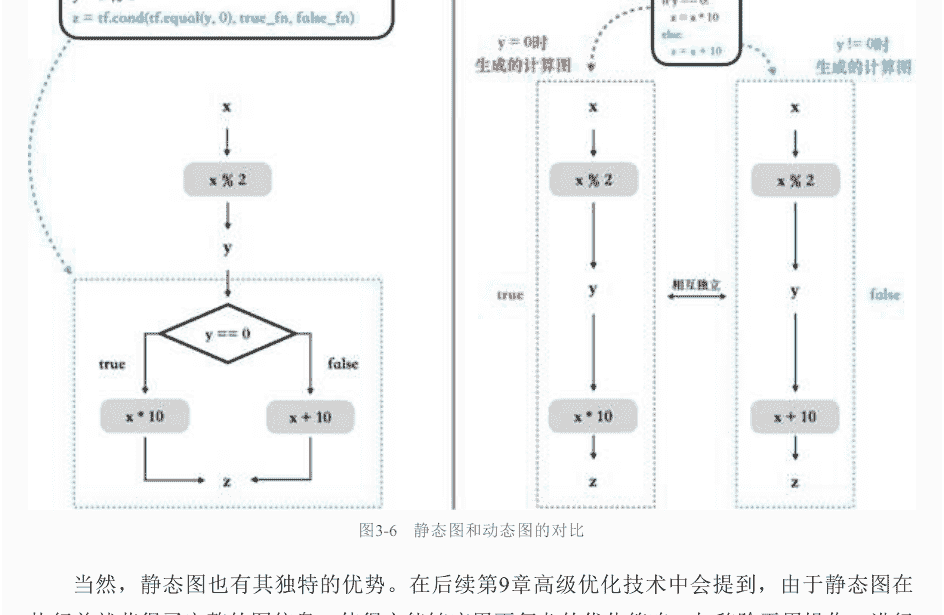 z = tf.cond(tf.equal(y, 0), true_fn, false_fn)
x
x % 2
y
y == 0
true
false
x * 10
x + 10
z
x = x * 10
else:
x = x + 10
y = 0时
生成的计算图
y != 0时
生成的计算图
x
x % 2
true
y
x * 10
z
相互独立
x
x % 2
y
false
x + 10
z
图3-6 静态图和动态图的对比
当然，静态图也有其独特的优势。在后续第9章高级优化技术中会提到，由于静态图在